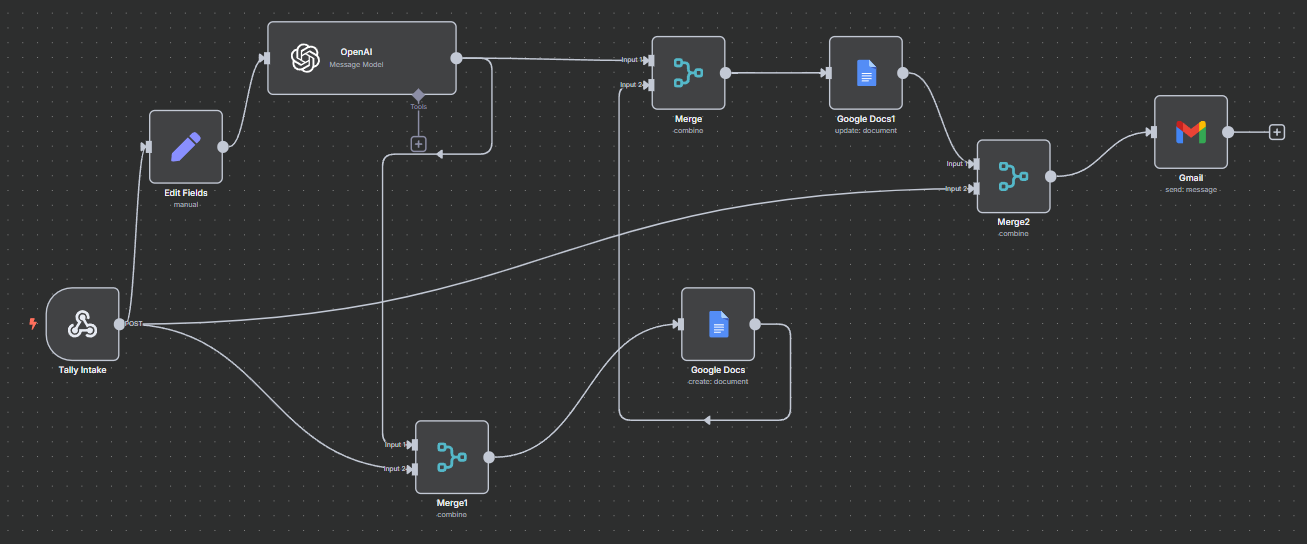 OpenAI
Message Model
Tools
Edit Fields
manual
Input 1
Input 2
Merge
combine
Google Docs1
update: document
Input 1
Input 2
Merge2
combine
Gmail
send: message
POST
Tally Intake
Google Docs
create: document
Input 1
Input 2
Merge1
combine